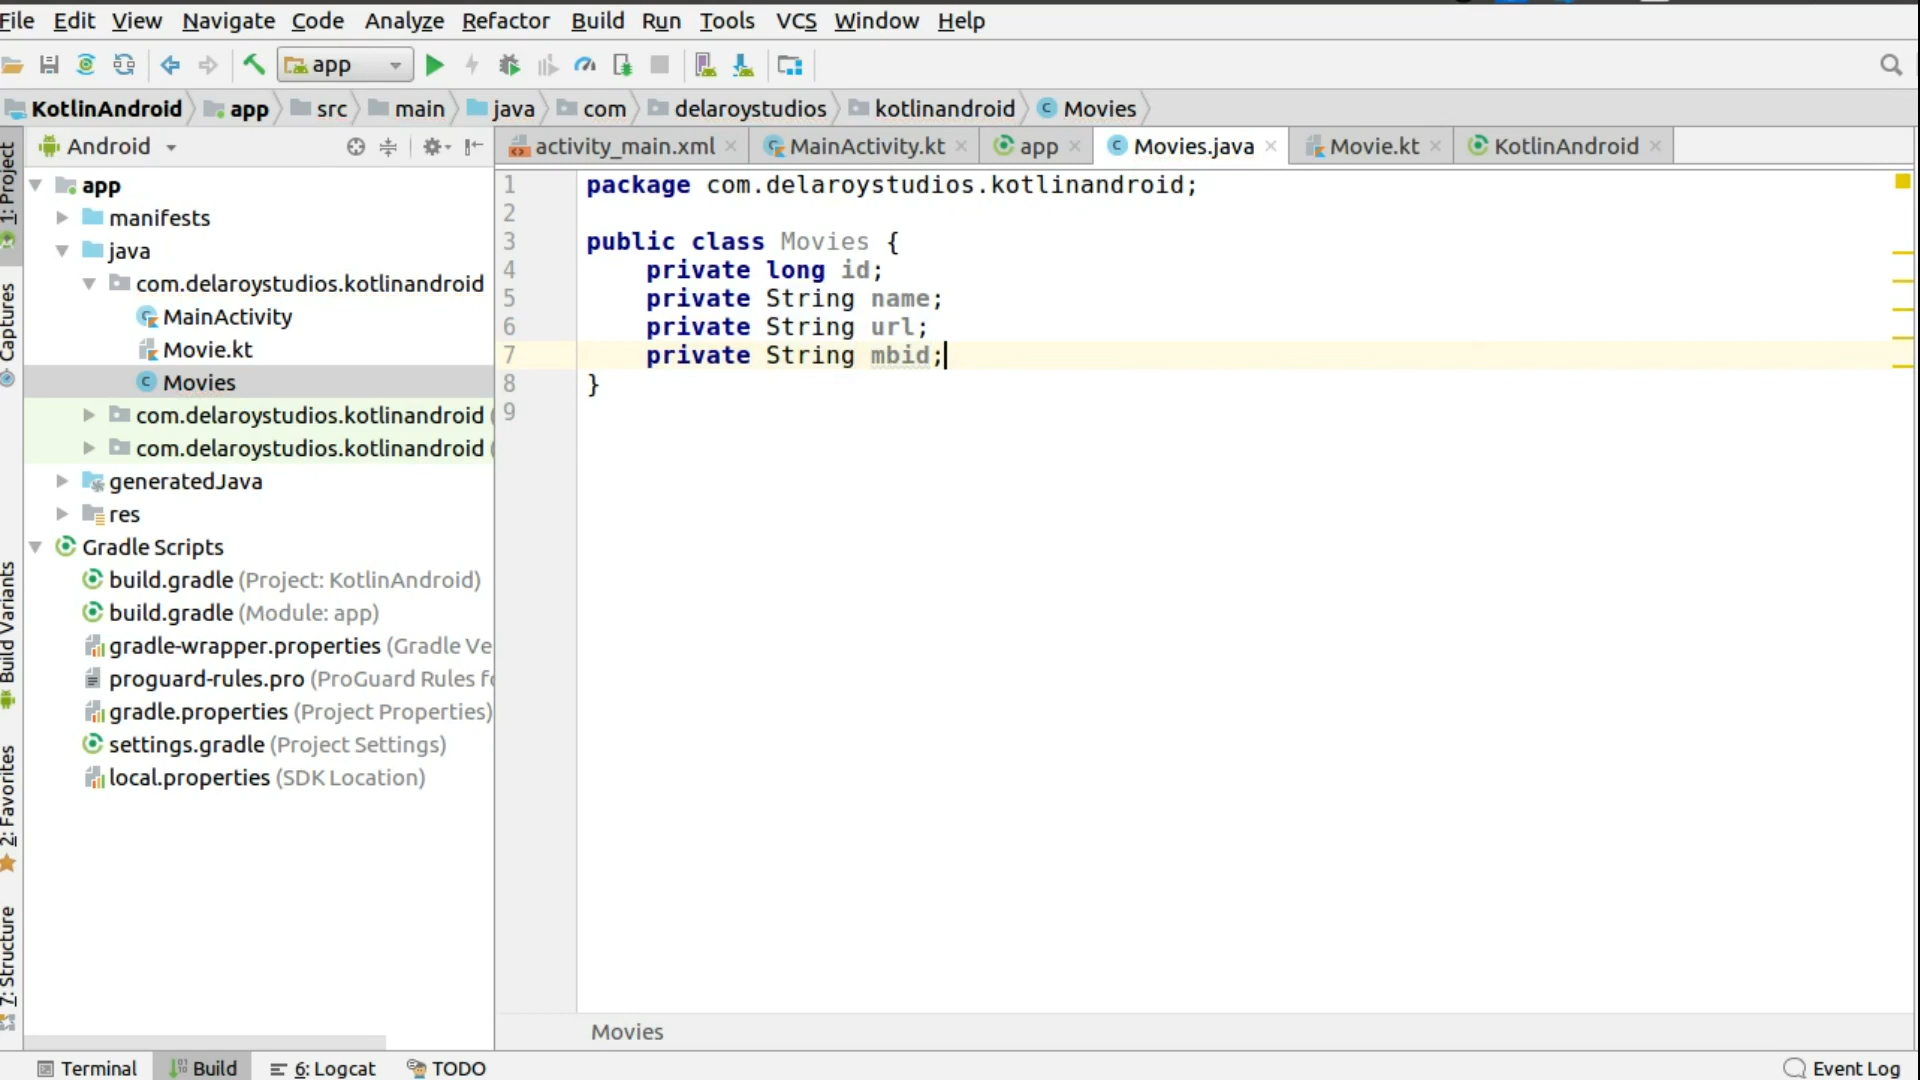 File Edit View Navigate Code Analyze Refactor Build Run Tools VCS Window Help
app
KotlinAndroid app src main java com delaroystudios kotlinandroid Movies
1: Project
Captures
Build Variants
2: Favorites
7: Structure
Android
app
manifests
java
com.delaroystudios.kotlinandroid
MainActivity
Movie.kt
Movies
com.delaroystudios.kotlinandroid (
com.delaroystudios.kotlinandroid (
generatedJava
res
Gradle Scripts
build.gradle (Project: KotlinAndroid)
build.gradle (Module: app)
gradle-wrapper.properties (Gradle Ve
proguard-rules.pro (ProGuard Rules fo
gradle.properties (Project Properties)
settings.gradle (Project Settings)
local.properties (SDK Location)
activity_main.xml MainActivity.kt app Movies.java Movie.kt KotlinAndroid
1 package com.delaroystudios.kotlinandroid;
2
3 public class Movies {
4 private long id;
5 private String name;
6 private String url;
7 private String mbid;
8 }
9
Movies
Terminal Build 6: Logcat TODO Event Log